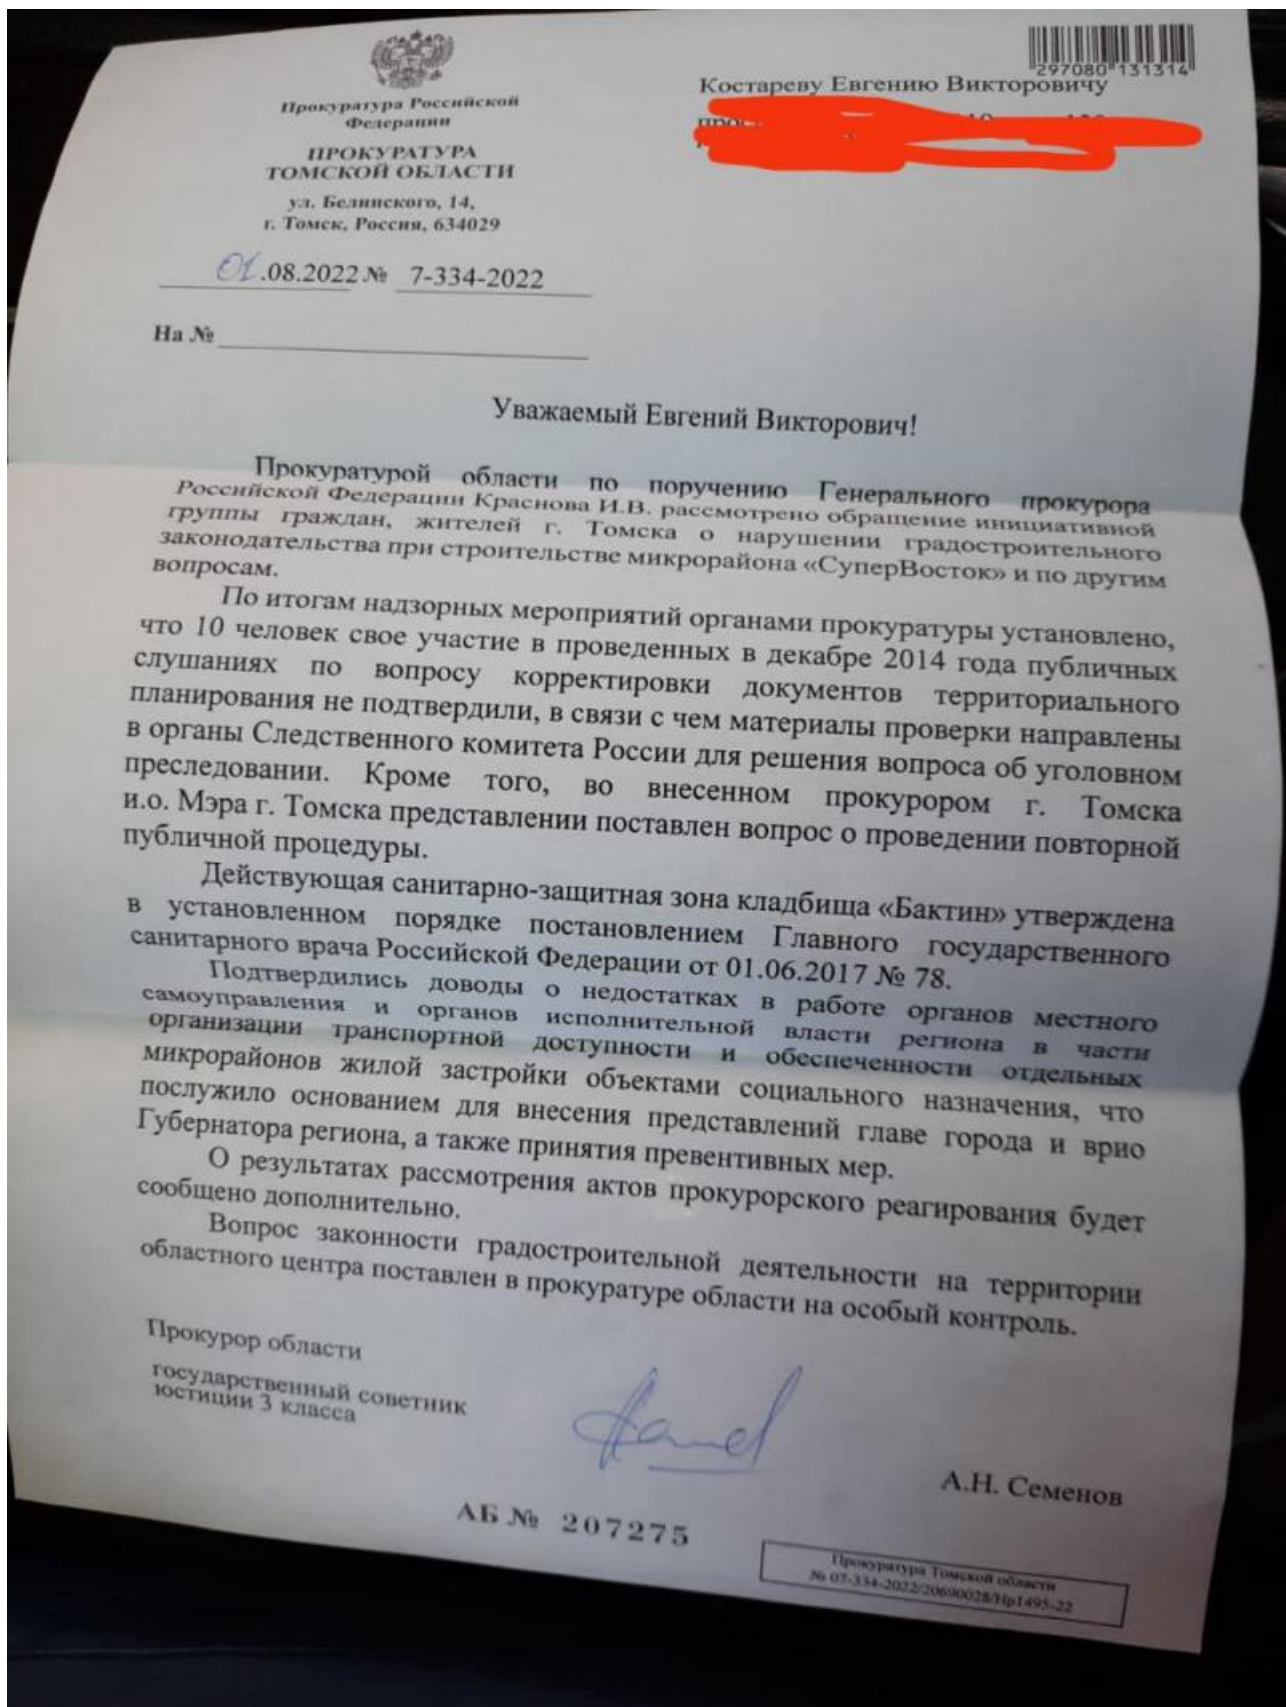 297080 131314
Прокуратура Российской
Федерации
ПРОКУРАТУРА
ТОМСКОЙ ОБЛАСТИ
ул. Белинского, 14,
г. Томск, Россия, 634029
01.08.2022 № 7-334-2022
На №
Костареву Евгению Викторовичу
Уважаемый Евгений Викторович!
Прокуратурой области по поручению Генерального прокурора
Российской Федерации Краснова И.В. рассмотрено обращение инициативной
группы граждан, жителей г. Томска о нарушении градостроительного
законодательства при строительстве микрорайона «СуперВосток» и по другим
вопросам.
По итогам надзорных мероприятий органами прокуратуры установлено,
что 10 человек свое участие в проведенных в декабре 2014 года публичных
слушаниях по вопросу корректировки документов территориального
планирования не подтвердили, в связи с чем материалы проверки направлены
в органы Следственного комитета России для решения вопроса об уголовном
преследовании. Кроме того, во внесенном прокурором г. Томска
и.о. Мэра г. Томска представлении поставлен вопрос о проведении повторной
публичной процедуры.
Действующая санитарно-защитная зона кладбища «Бактин» утверждена
в установленном порядке постановлением Главного государственного
санитарного врача Российской Федерации от 01.06.2017 № 78.
Подтвердились доводы о недостатках в работе органов местного
самоуправления и органов исполнительной власти региона в части
организации транспортной доступности и обеспеченности отдельных
микрорайонов жилой застройки объектами социального назначения, что
послужило основанием для внесения представлений главе города и врио
Губернатора региона, а также принятия превентивных мер.
О результатах рассмотрения актов прокурорского реагирования будет
сообщено дополнительно.
Вопрос законности градостроительной деятельности на территории
областного центра поставлен в прокуратуре области на особый контроль.
Прокурор области
государственный советник
юстиции 3 класса
А.Н. Семенов
АБ № 207275
Прокуратура Томской области
№ 07-334-2022/20690028/Нр1495-22